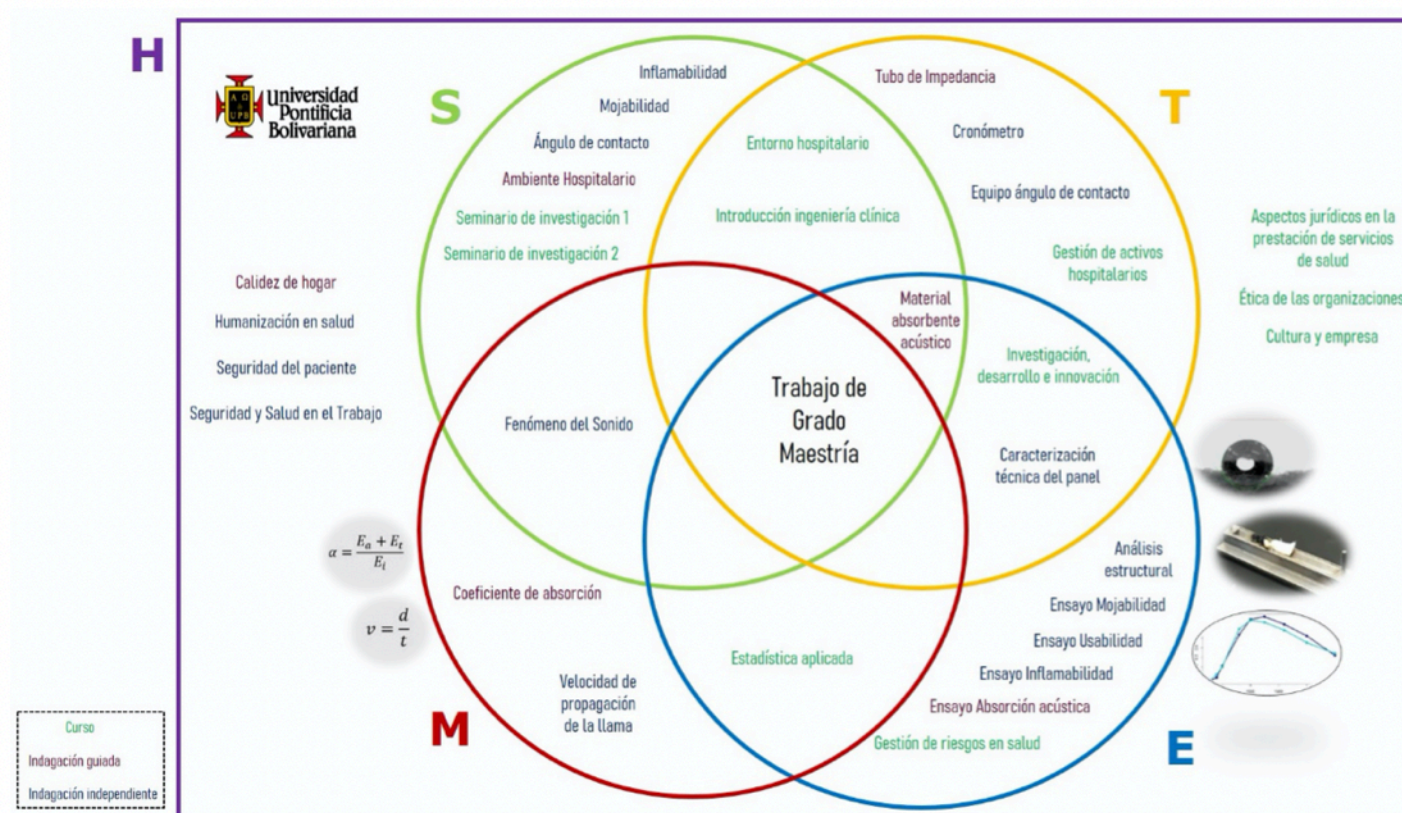 H
Universidad
Pontificia
Bolivariana
S
T
Inflamabilidad
Mojabilidad
Ángulo de contacto
Ambiente Hospitalario
Seminario de investigación 1
Seminario de investigación 2
Entorno hospitalario
Introducción ingeniería clínica
Tubo de Impedancia
Cronómetro
Equipo ángulo de contacto
Gestión de activos
hospitalarios
Aspectos jurídicos en la
prestación de servicios
de salud
Ética de las organizaciones
Cultura y empresa
Calidez de hogar
Humanización en salud
Seguridad del paciente
Seguridad y Salud en el Trabajo
Material
absorbente
acústico
Investigación,
desarrollo e innovación
Trabajo de
Grado
Maestría
Fenómeno del Sonido
Caracterización
técnica del panel
α = (E_a + E_t) / E_i
v = d / t
Coeficiente de absorción
Velocidad de
propagación
de la llama
Estadística aplicada
Análisis
estructural
Ensayo Mojabilidad
Ensayo Usabilidad
Ensayo Inflamabilidad
Ensayo Absorción acústica
Gestión de riesgos en salud
M
E
Curso
Indagación guiada
Indagación independiente